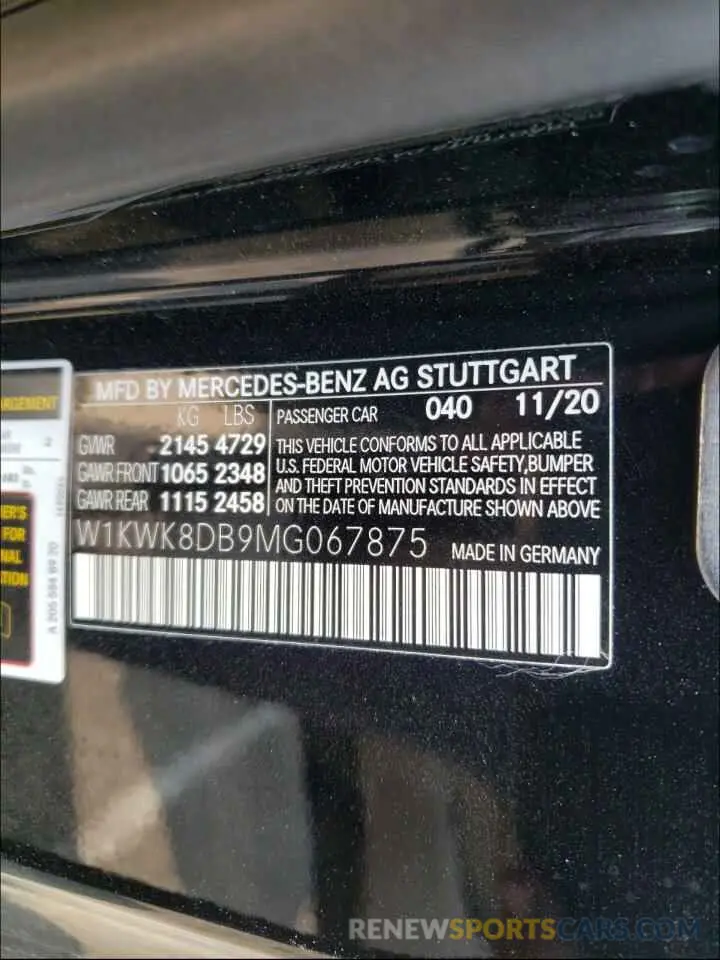 MFD BY MERCEDES-BENZ AG STUTTGART
KG LBS
PASSENGER CAR 040 11/20
GVWR 2145 4729
GAWR FRONT 1065 2348
GAWR REAR 1115 2458
THIS VEHICLE CONFORMS TO ALL APPLICABLE
U.S. FEDERAL MOTOR VEHICLE SAFETY,BUMPER
AND THEFT PREVENTION STANDARDS IN EFFECT
ON THE DATE OF MANUFACTURE SHOWN ABOVE
W1KWK8DB9MG067875 MADE IN GERMANY
FOR
RENEWSPORTSCARS.COM